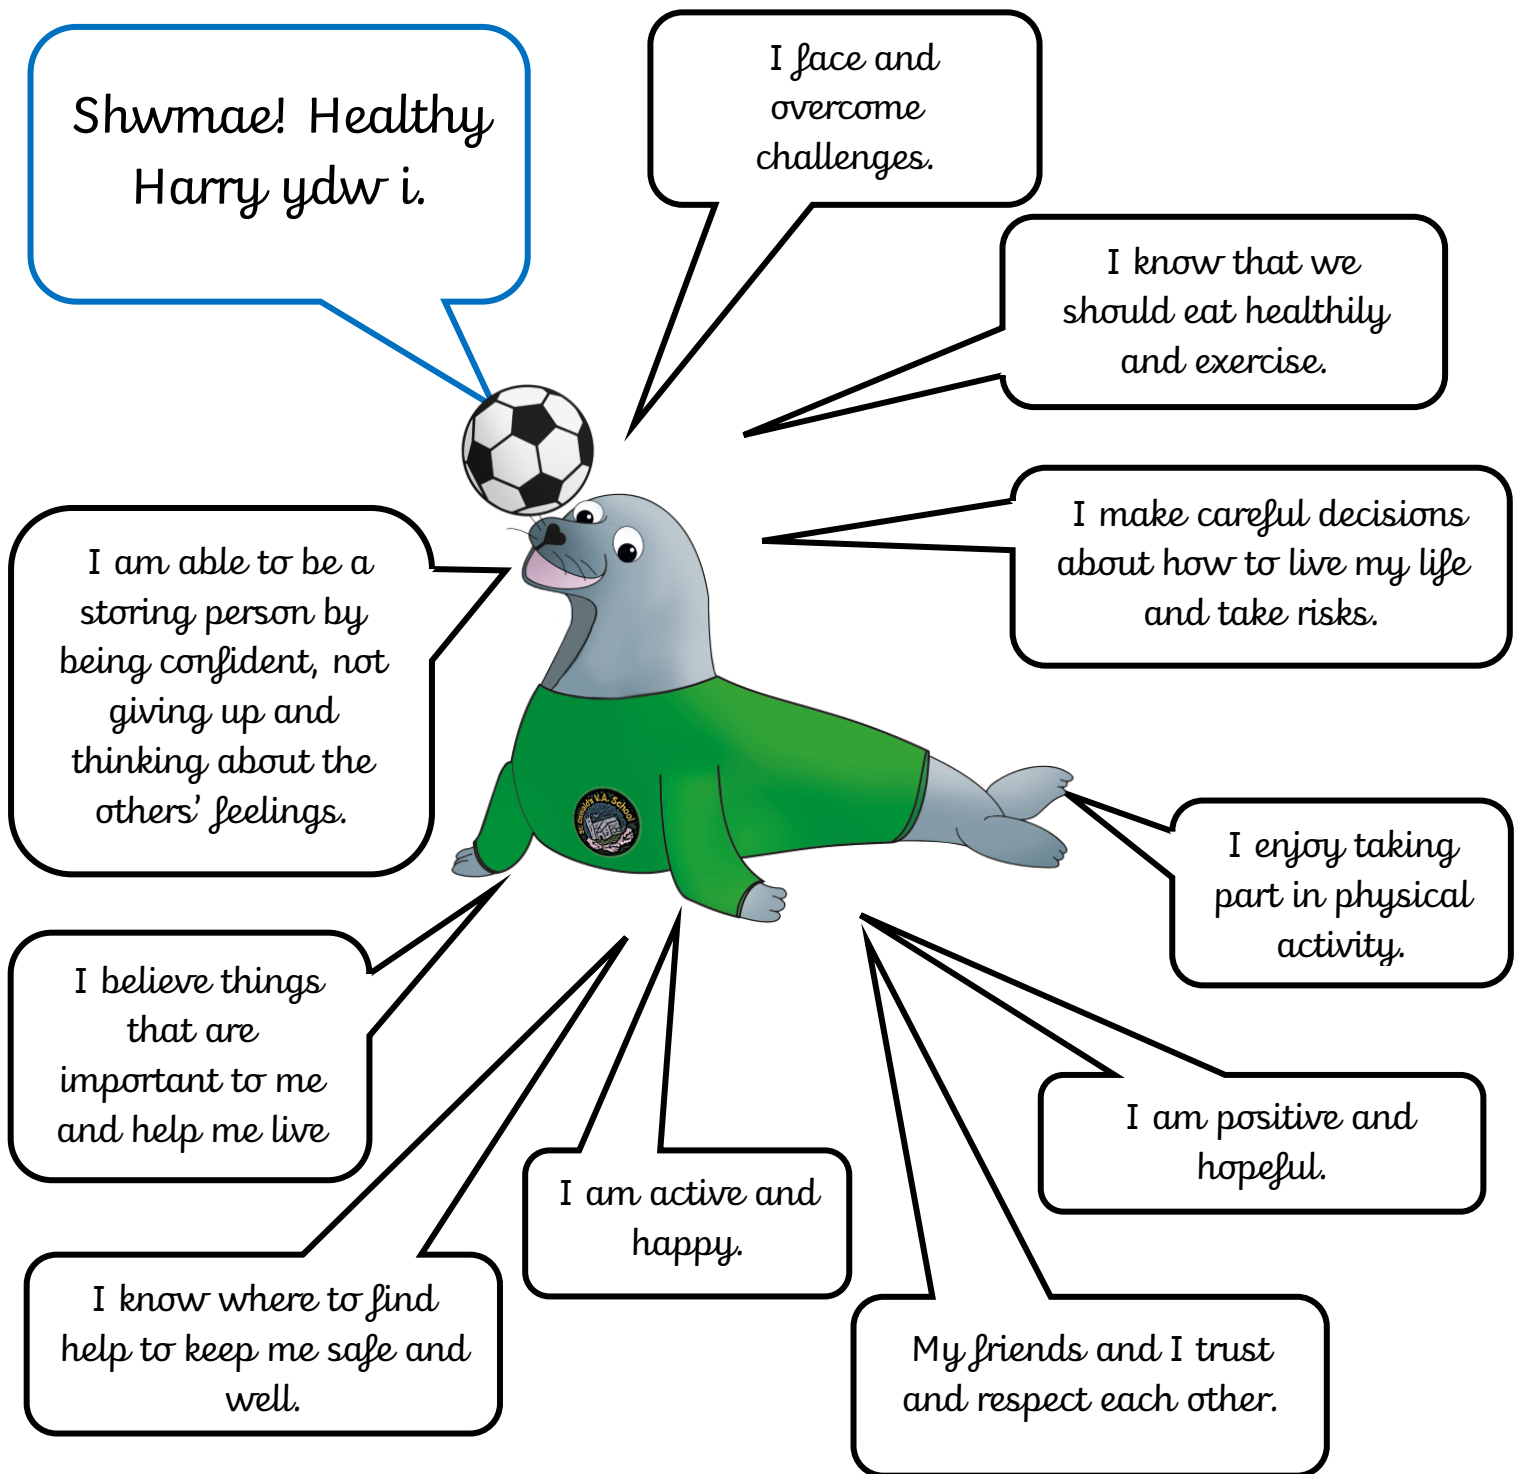 Shwmae! Healthy
Harry ydw i.
I face and
overcome
challenges.
I know that we
should eat healthily
and exercise.
I make careful decisions
about how to live my life
and take risks.
I am able to be a
storing person by
being confident, not
giving up and
thinking about the
others' feelings.
St. Oswald's V.A. School
I enjoy taking
part in physical
activity.
I believe things
that are
important to me
and help me live
I am positive and
hopeful.
I am active and
happy.
I know where to find
help to keep me safe and
well.
My friends and I trust
and respect each other.